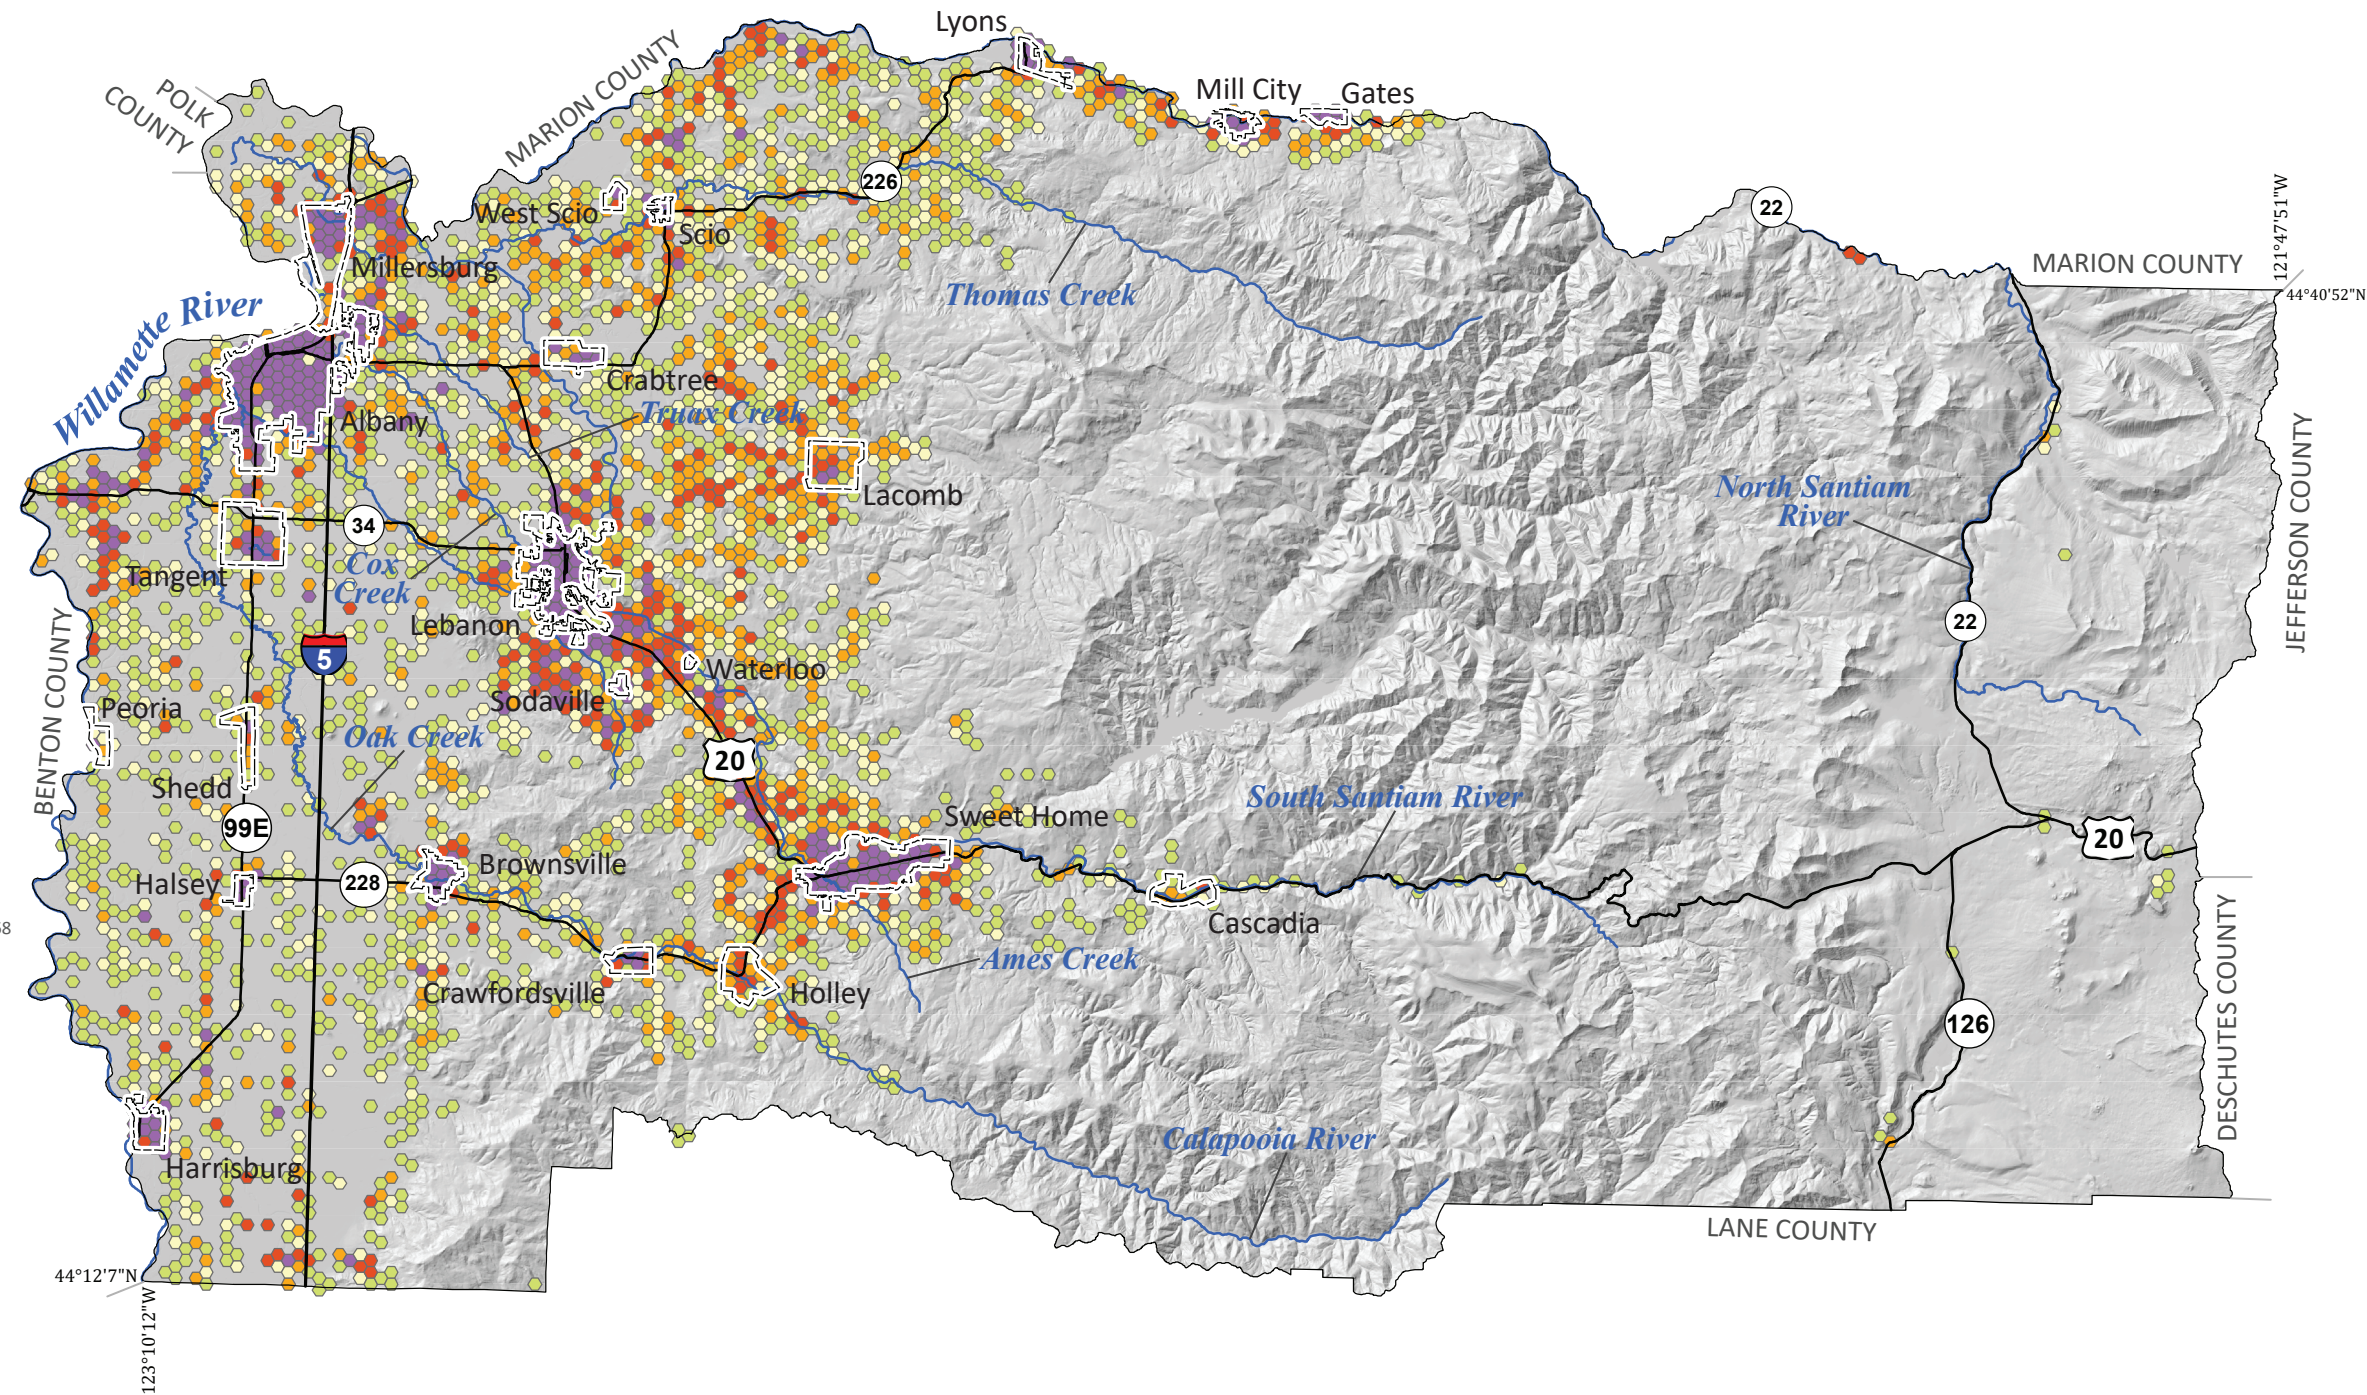 Lyons
Mill City
Gates
POLK
COUNTY
MARION COUNTY
226
West Scio
Scio
22
MARION COUNTY
121°47'51"W
44°40'52"N
Millersburg
Thomas Creek
Willamette River
Crabtree
Truax Creek
Albany
Lacomb
North Santiam
River
JEFFERSON COUNTY
34
Tangent
Cox
Creek
Lebanon
22
BENTON COUNTY
5
Waterloo
Sodaville
Peoria
Oak Creek
20
Shedd
South Santiam River
Sweet Home
99E
20
Brownsville
Halsey
228
Cascadia
68
Ames Creek
Crawfordsville
Holley
126
DESCHUTES COUNTY
Calapooia River
Harrisburg
LANE COUNTY
44°12'7"N
123°10'12"W